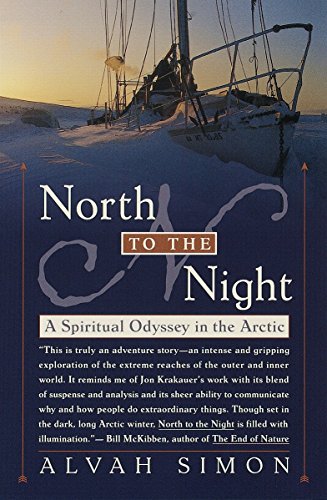 North
TO THE
Night
A Spiritual Odyssey in the Arctic
"This is truly an adventure story—an intense and gripping
exploration of the extreme reaches of the outer and inner
world. It reminds me of Jon Krakauer's work with its blend
of suspense and analysis and its sheer ability to communicate
why and how people do extraordinary things. Though set in
the dark, long Arctic winter, North to the Night is filled with
illumination."— Bill McKibben, author of The End of Nature
ALVAH SIMON